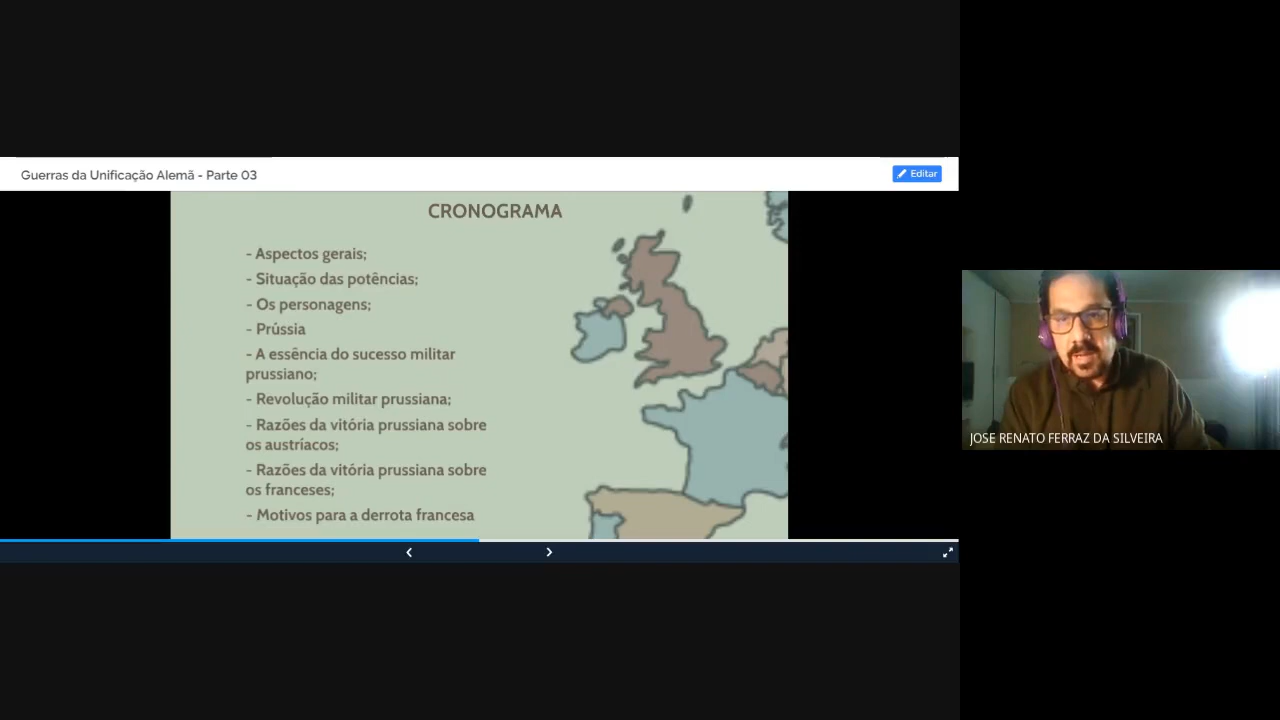 Guerras da Unificação Alemã - Parte 03
Editar
CRONOGRAMA
- Aspectos gerais;
- Situação das potências;
- Os personagens;
- Prússia
- A essência do sucesso militar
prussiano;
- Revolução militar prussiana;
- Razões da vitória prussiana sobre
os austríacos;
- Razões da vitória prussiana sobre
os franceses;
- Motivos para a derrota francesa
JOSE RENATO FERRAZ DA SILVEIRA